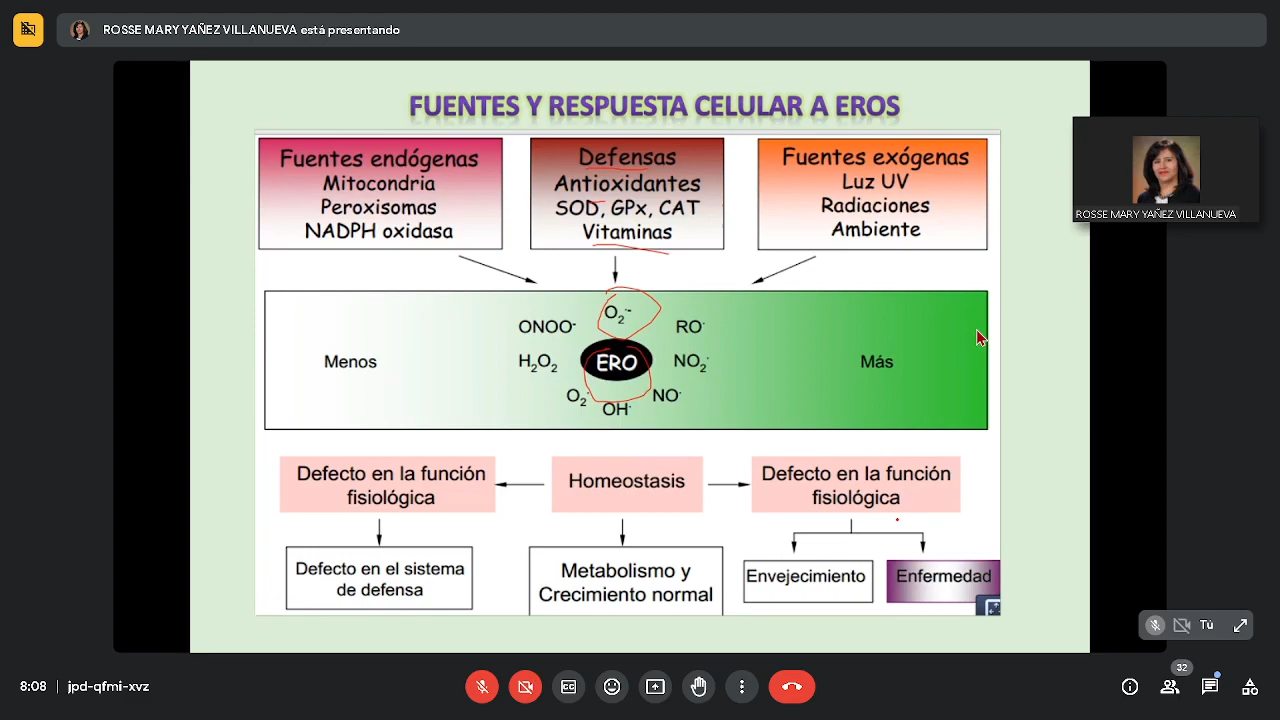 ROSSE MARY YAÑEZ VILLANUEVA está presentando
FUENTES Y RESPUESTA CELULAR A EROS
Fuentes endógenas
Mitocondria
Peroxisomas
NADPH oxidasa
Defensas
Antioxidantes
SOD, GPx, CAT
Vitaminas
Fuentes exógenas
Luz UV
Radiaciones
Ambiente
ROSSE MARY YAÑEZ VILLANUEVA
O₂·-
ONOO-
RO·
Menos
H₂O₂
ERO
NO₂·
Más
O₂·
OH·
NO·
Defecto en la función
fisiológica
Homeostasis
Defecto en la función
fisiológica
Defecto en el sistema
de defensa
Metabolismo y
Crecimiento normal
Envejecimiento
Enfermedad
Tú
8:08
jpd-qfmi-xvz
32